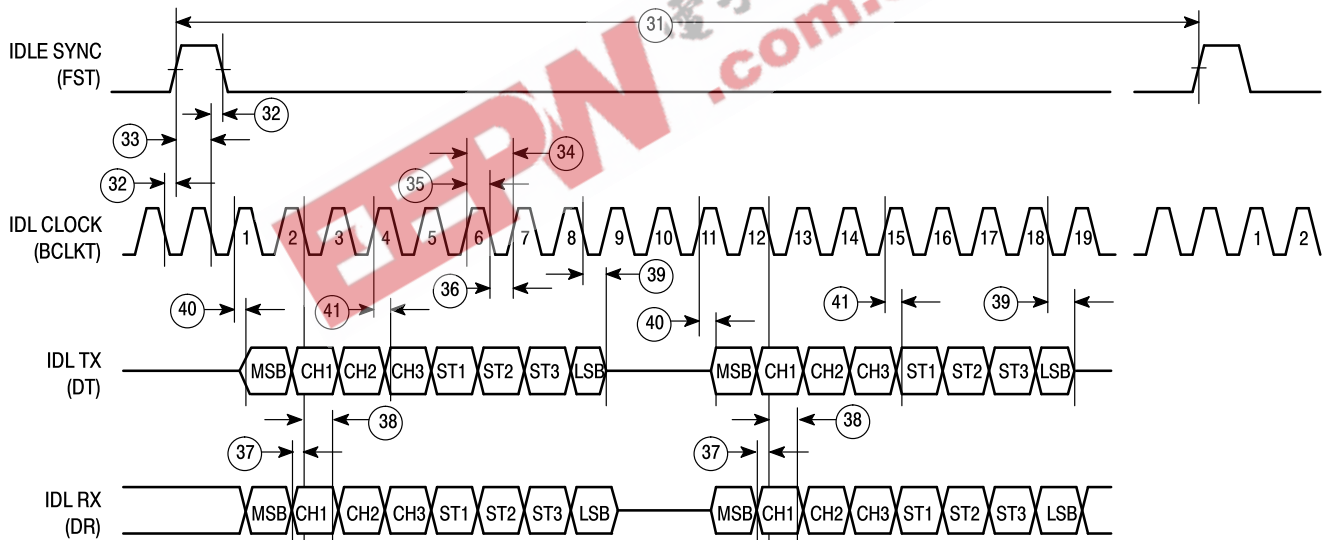 31
IDLE SYNC
(FST)
32
33
34
32
35
IDL CLOCK
(BCLKT)
1 2 3 4 5 6 7 8 9 10 11 12 13 14 15 16 17 18 19 1 2
36
39
41
39
40
41
40
IDL TX
(DT)
MSB CH1 CH2 CH3 ST1 ST2 ST3 LSB MSB CH1 CH2 CH3 ST1 ST2 ST3 LSB
38
38
37
37
IDL RX
(DR)
MSB CH1 CH2 CH3 ST1 ST2 ST3 LSB MSB CH1 CH2 CH3 ST1 ST2 ST3 LSB
EEPW
.com.